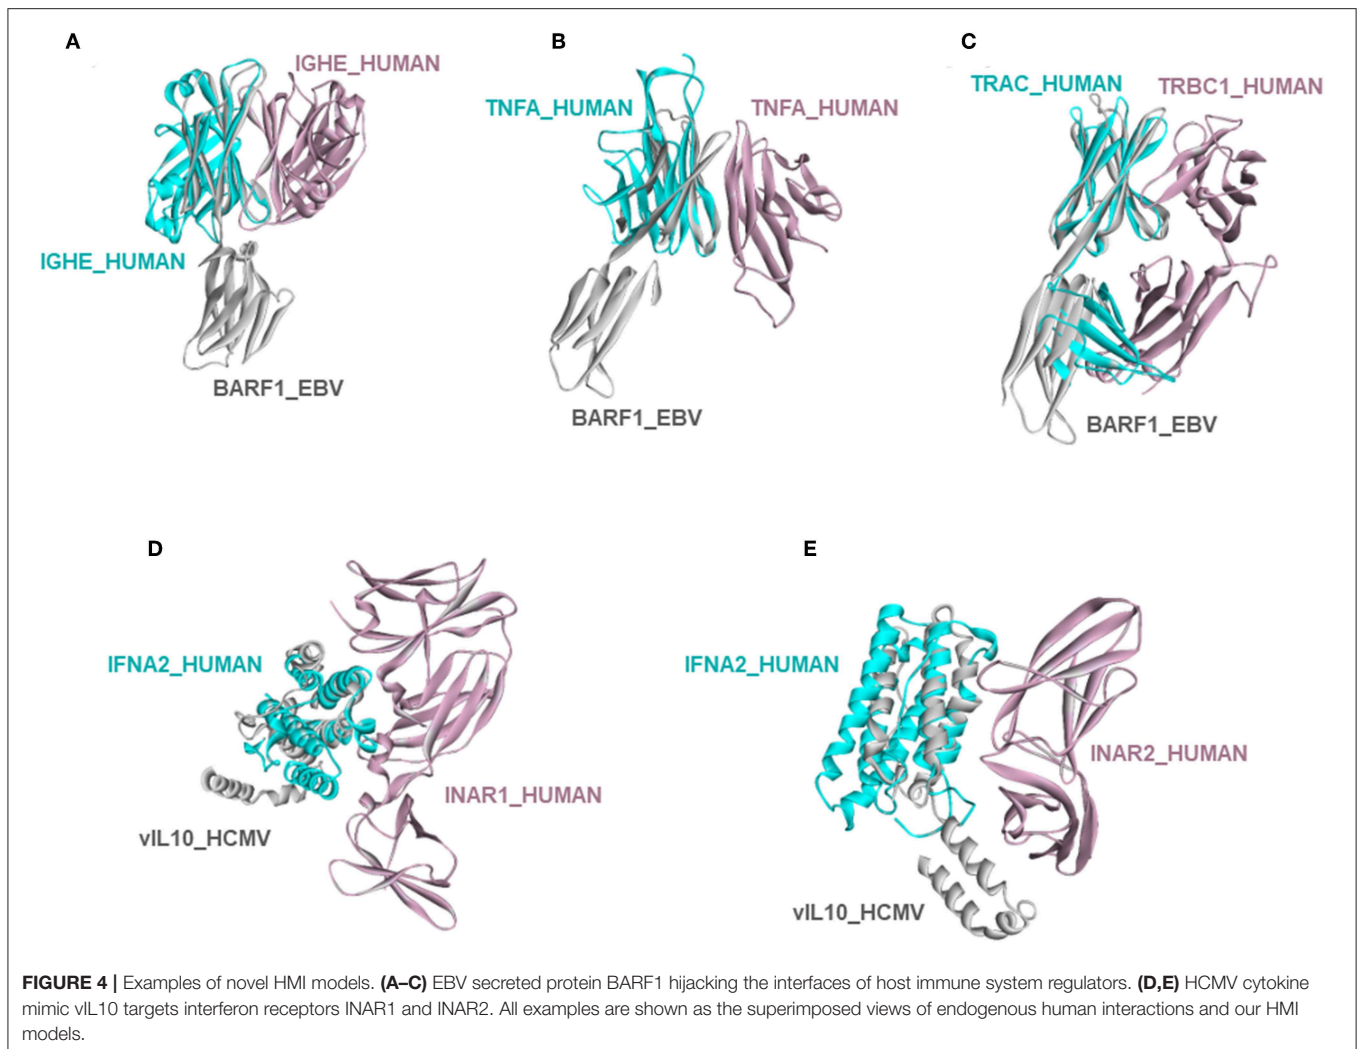 A
IGHE_HUMAN
IGHE_HUMAN
BARF1_EBV
B
TNFA_HUMAN
TNFA_HUMAN
BARF1_EBV
C
TRAC_HUMAN
TRBC1_HUMAN
BARF1_EBV
D
IFNA2_HUMAN
INAR1_HUMAN
vIL10_HCMV
E
IFNA2_HUMAN
INAR2_HUMAN
vIL10_HCMV
FIGURE 4 | Examples of novel HMI models. (A–C) EBV secreted protein BARF1 hijacking the interfaces of host immune system regulators. (D,E) HCMV cytokine
mimic vIL10 targets interferon receptors INAR1 and INAR2. All examples are shown as the superimposed views of endogenous human interactions and our HMI
models.